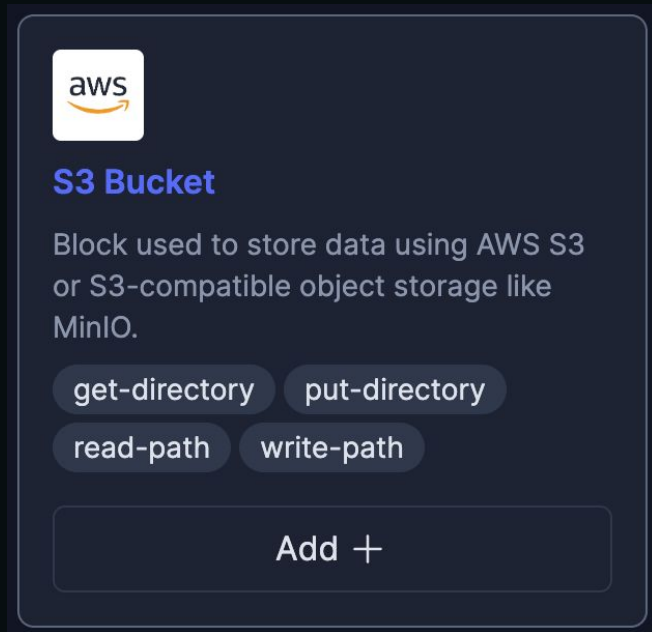 aws
S3 Bucket
Block used to store data using AWS S3
or S3-compatible object storage like
MinIO.
get-directory put-directory
read-path write-path
Add +